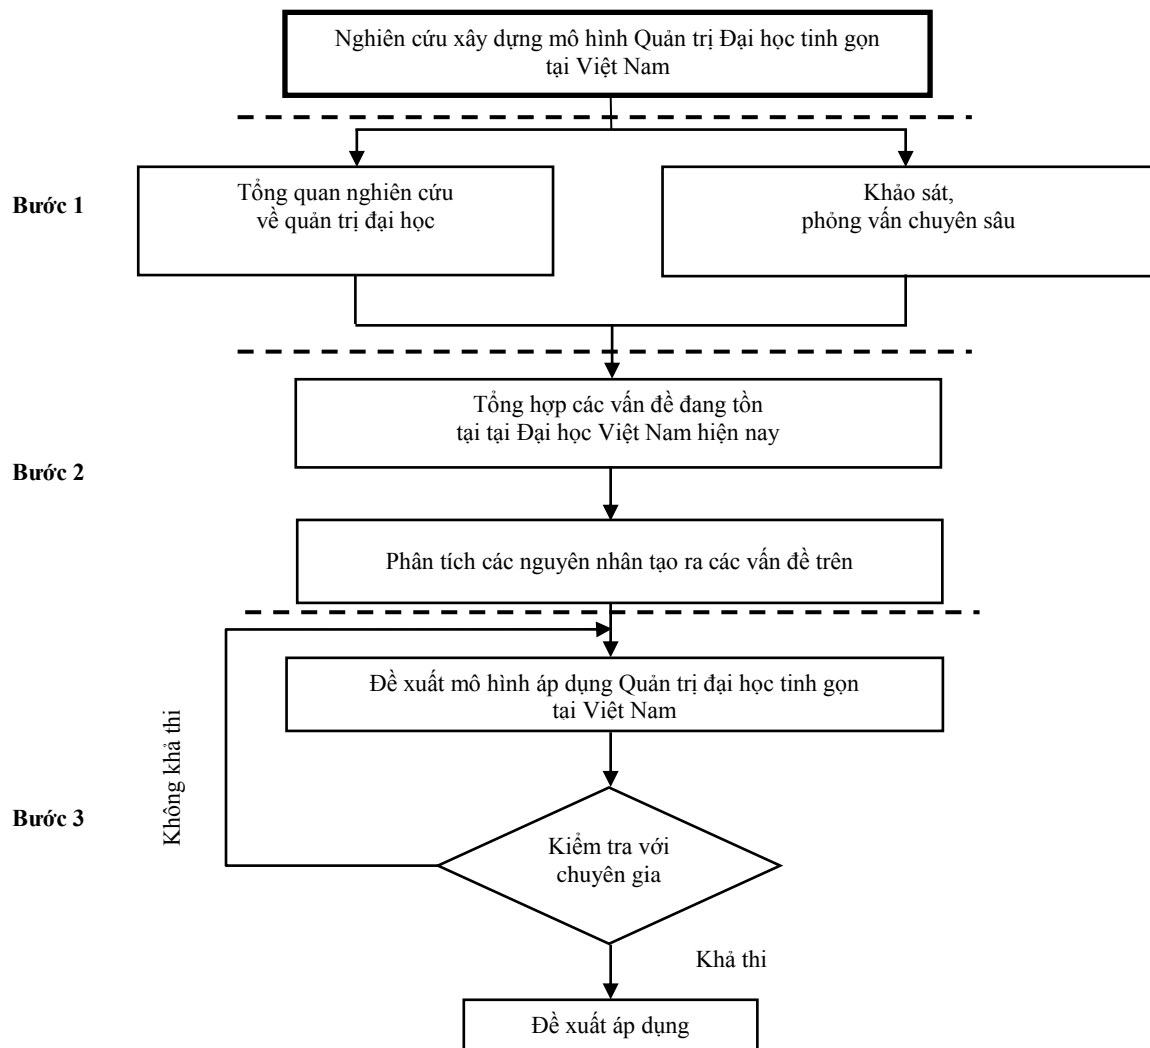 Nghiên cứu xây dựng mô hình Quản trị Đại học tinh gọn
tại Việt Nam
Bước 1
Tổng quan nghiên cứu
về quản trị đại học
Khảo sát,
phỏng vấn chuyên sâu
Tổng hợp các vấn đề đang tồn
tại tại Đại học Việt Nam hiện nay
Bước 2
Phân tích các nguyên nhân tạo ra các vấn đề trên
Đề xuất mô hình áp dụng Quản trị đại học tinh gọn
tại Việt Nam
Không khả thi
Bước 3
Kiểm tra với
chuyên gia
Khả thi
Đề xuất áp dụng